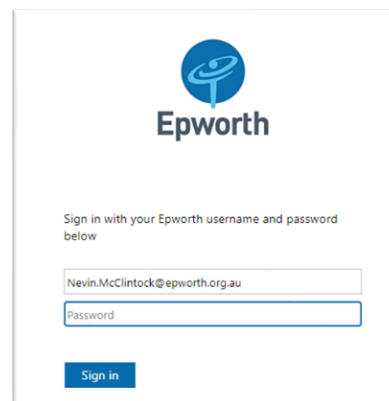 Epworth
Sign in with your Epworth username and password
below
Nevin.McClintock@epworth.org.au
Password
Sign in